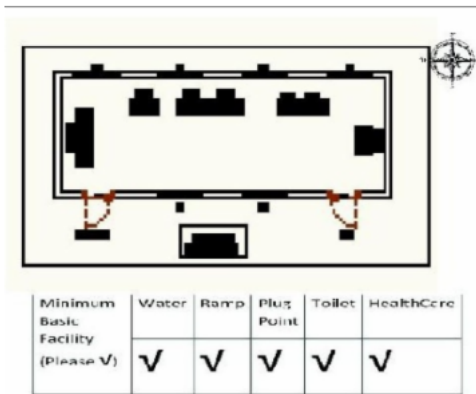 Minimum Basic Facility (Please √) Water Ramp Plug Point Toilet HealthCare
√ √ √ √ √